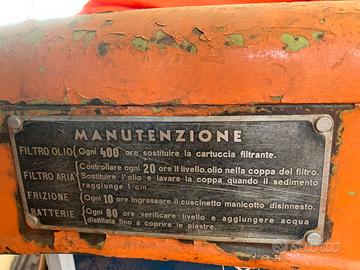 MANUTENZIONE
FILTRO OLIO Ogni 400 ore sostituire la cartuccia filtrante.
FILTRO ARIA Controllare ogni 20 ore il livello olio nella coppa del filtro.
Sostituire l'olio e lavare la coppa quando il sedimento
raggiunge 1 cm.
FRIZIONE Ogni 10 ore ingrassare il cuscinetto manicotto disinnesto.
BATTERIE Ogni 80 ore verificare livello e aggiungere acqua
distillata fino a coprire le piastre.
subito